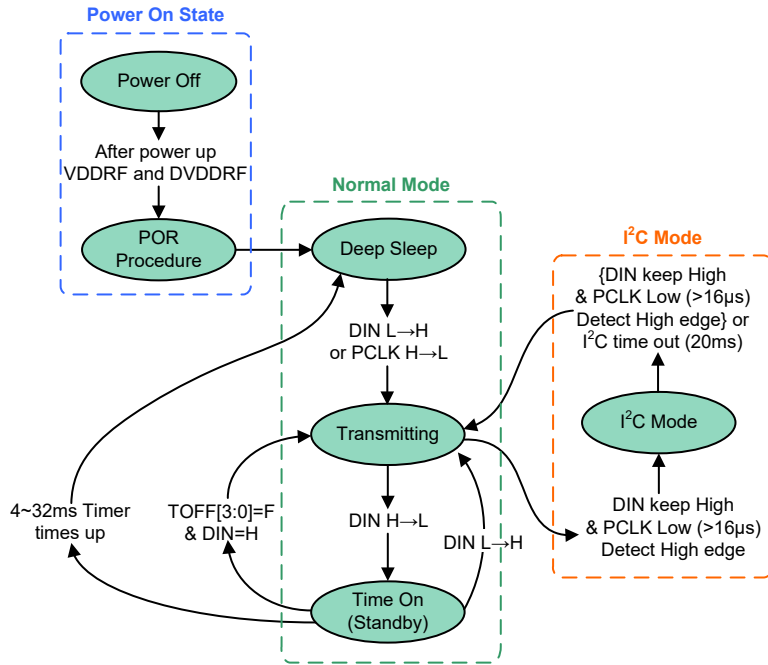 Power On State
Power Off
After power up
VDDRF and DVDDRF
POR
Procedure
Normal Mode
Deep Sleep
DIN L→H
or PCLK H→L
Transmitting
TOFF[3:0]=F
& DIN=H
DIN H→L
DIN L→H
4~32ms Timer
times up
Time On
(Standby)
I²C Mode
{DIN keep High
& PCLK Low (>16µs)
Detect High edge} or
I²C time out (20ms)
I²C Mode
DIN keep High
& PCLK Low (>16µs)
Detect High edge